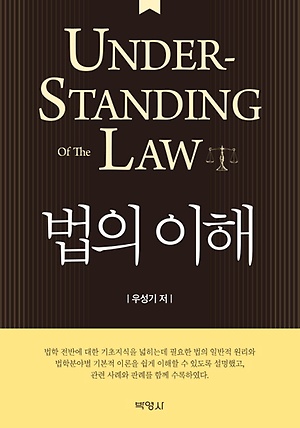 UNDER-
STANDING
Of The LAW
법의 이해
| 우성기 저 |
법학 전반에 대한 기초지식을 넓히는데 필요한 법의 일반적 원리와
법학분야별 기본적 이론을 쉽게 이해할 수 있도록 설명했고,
관련 사례와 판례를 함께 수록하였다.
박영사